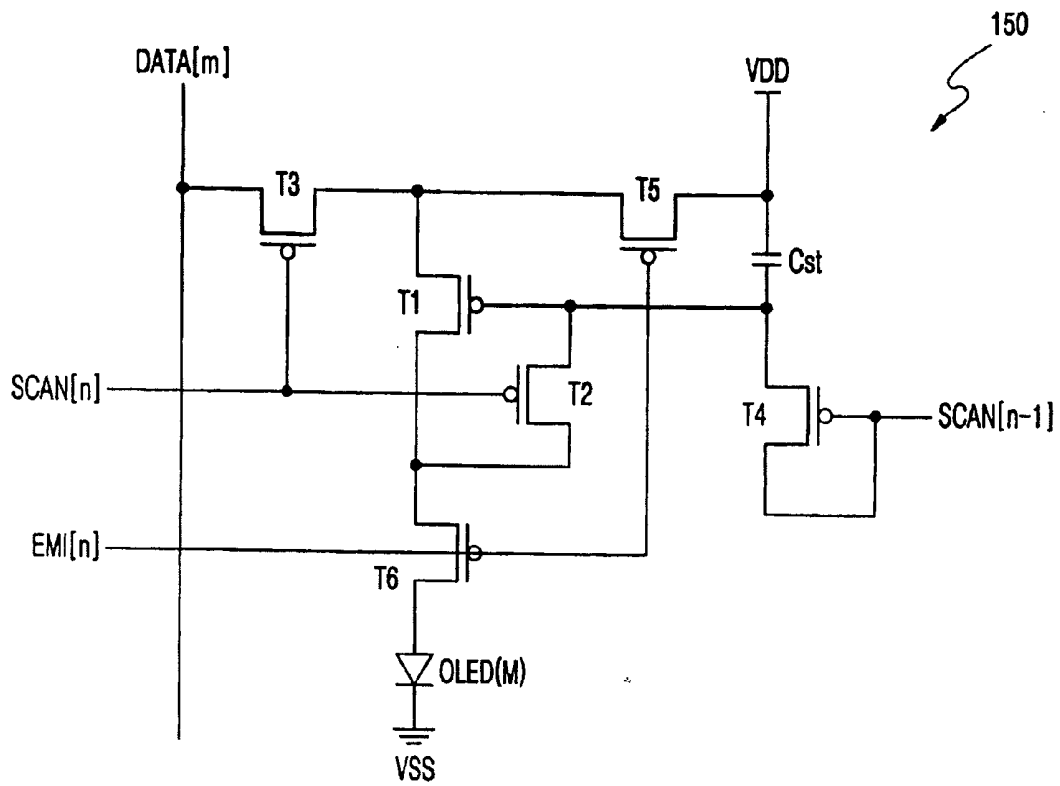 150
DATA[m]
VDD
T3
T5
Cst
T1
SCAN[n]
T2
T4
SCAN[n-1]
EMI[n]
T6
OLED(M)
VSS